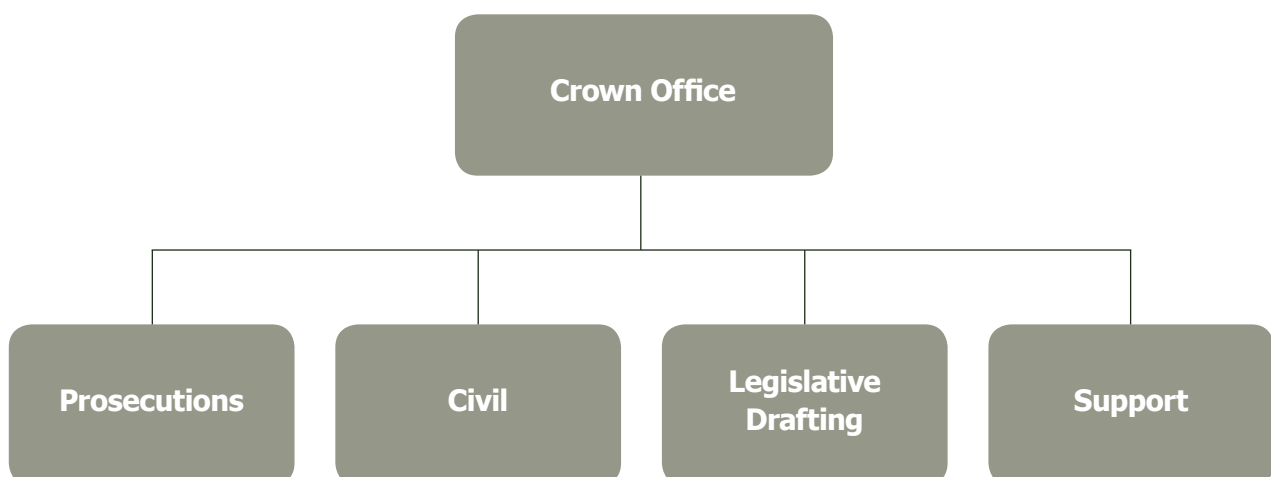 Crown Office
Prosecutions
Civil
Legislative
Drafting
Support